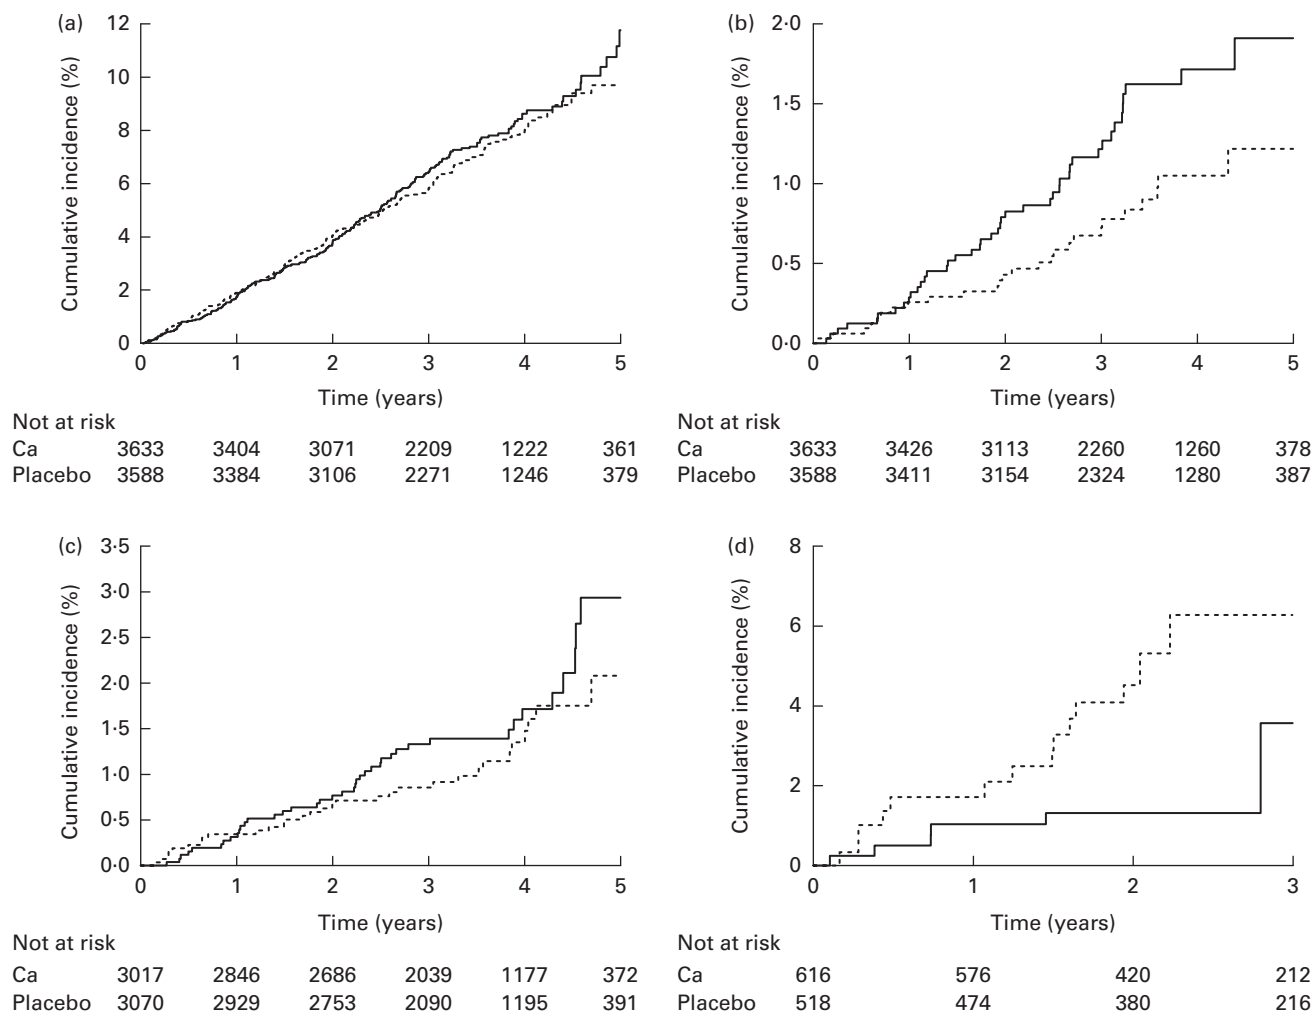 (a)
Cumulative incidence (%)
12
10
8
6
4
2
0
0 1 2 3 4 5
Time (years)
Not at risk
Ca 3633 3404 3071 2209 1222 361
Placebo 3588 3384 3106 2271 1246 379
(b)
Cumulative incidence (%)
2·0
1·5
1·0
0·5
0·0
0 1 2 3 4 5
Time (years)
Not at risk
Ca 3633 3426 3113 2260 1260 378
Placebo 3588 3411 3154 2324 1280 387
(c)
Cumulative incidence (%)
3·5
3·0
2·5
2·0
1·5
1·0
0·5
0·0
0 1 2 3 4 5
Time (years)
Not at risk
Ca 3017 2846 2686 2039 1177 372
Placebo 3070 2929 2753 2090 1195 391
(d)
Cumulative incidence (%)
8
6
4
2
0
0 1 2 3
Time (years)
Not at risk
Ca 616 576 420 212
Placebo 518 474 380 216